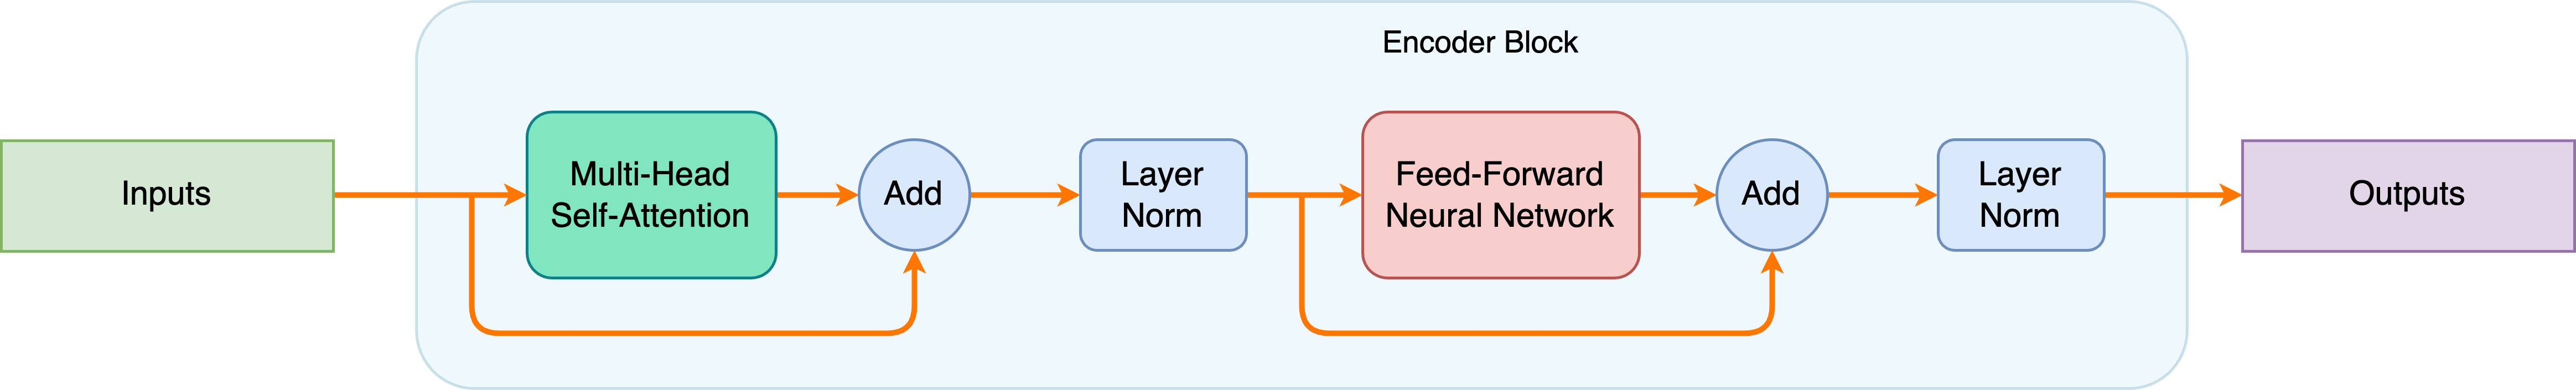 Encoder Block
Inputs
Multi-Head
Self-Attention
Add
Layer
Norm
Feed-Forward
Neural Network
Add
Layer
Norm
Outputs